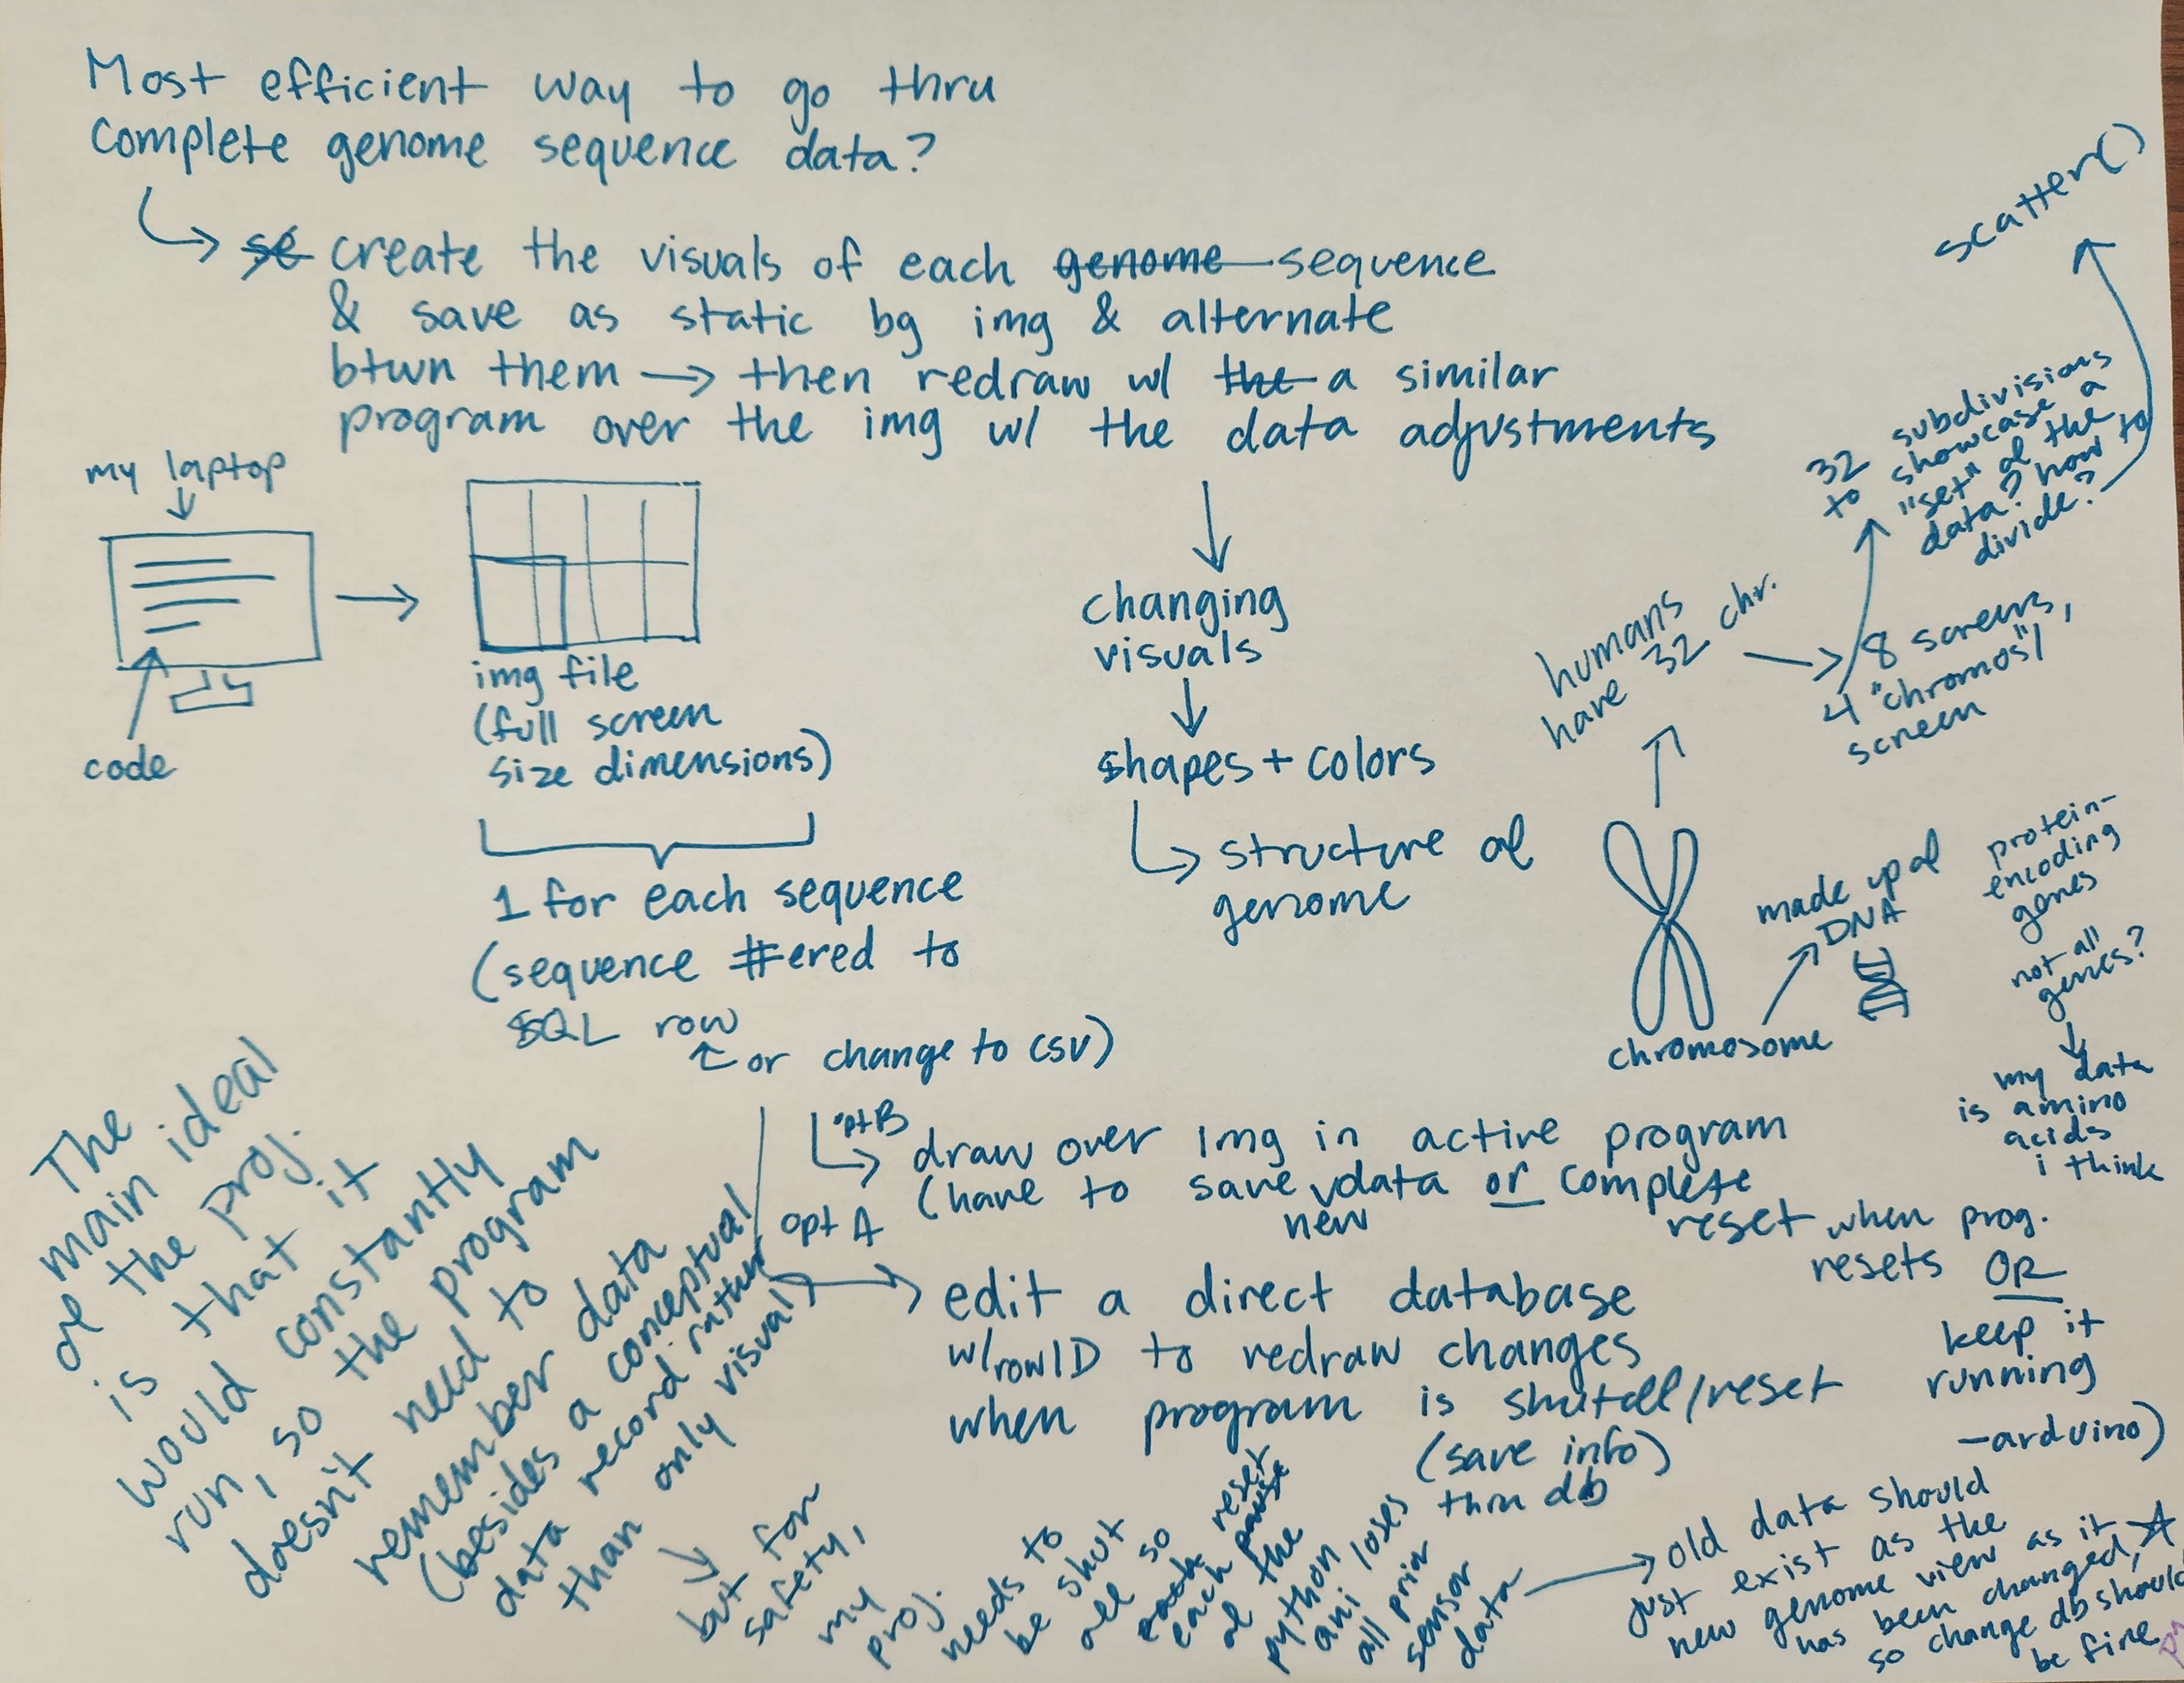 Most efficient way to go thru
complete genome sequence data?
se create the visuals of each genome sequence
& save as static bg img & alternate
btwn them → then redraw w/ the a similar
program over the img w/ the data adjustments
my laptop
code
img file
(full screen
size dimensions)
1 for each sequence
(sequence #ered to
SQL row
or change to CSV)
changing
visuals
shapes + colors
structure of
genome
chromosome
made up of
DNA
protein-
encoding
genes
not all
genes?
my data
is amino
acids
i think
humans
have 32 chr.
8 screens,
4 "chromos"/
screen
32 subdivisions
to showcase a
"set" of the
data? how to
divide?
scatter()
opt B
draw over img in active program
(have to save new data or complete
reset when prog.
resets OR
keep it
running
-arduino)
opt A
edit a direct database
w/rowID to redraw changes
when program is shutoff/reset
(save info)
thru db
The
main ideal
of the proj.
is that it
would constantly
run, so the program
doesn't need to
remember data
(besides a conceptual
data record rather
than only visual)
but for
safety,
my
proj.
needs to
be shut
off so
each reset
of the
python
loses
all prior
sensor
data
old data should
just exist as the
new genome view as it
has been changed,
so change db should
be fine